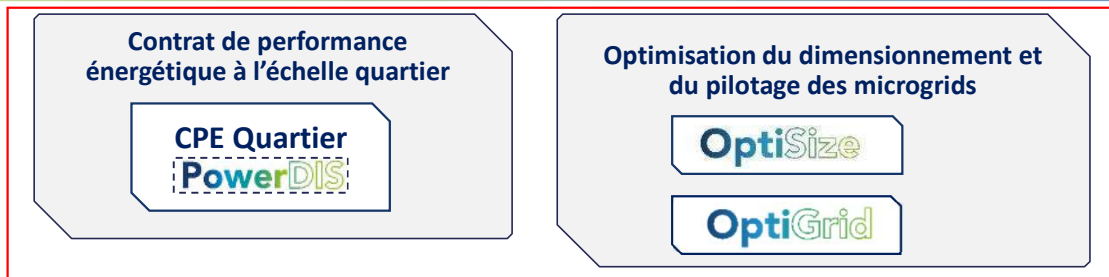 Contrat de performance
énergétique à l’échelle quartier
CPE Quartier
PowerDIS
Optimisation du dimensionnement et
du pilotage des microgrids
OptiSize
OptiGrid